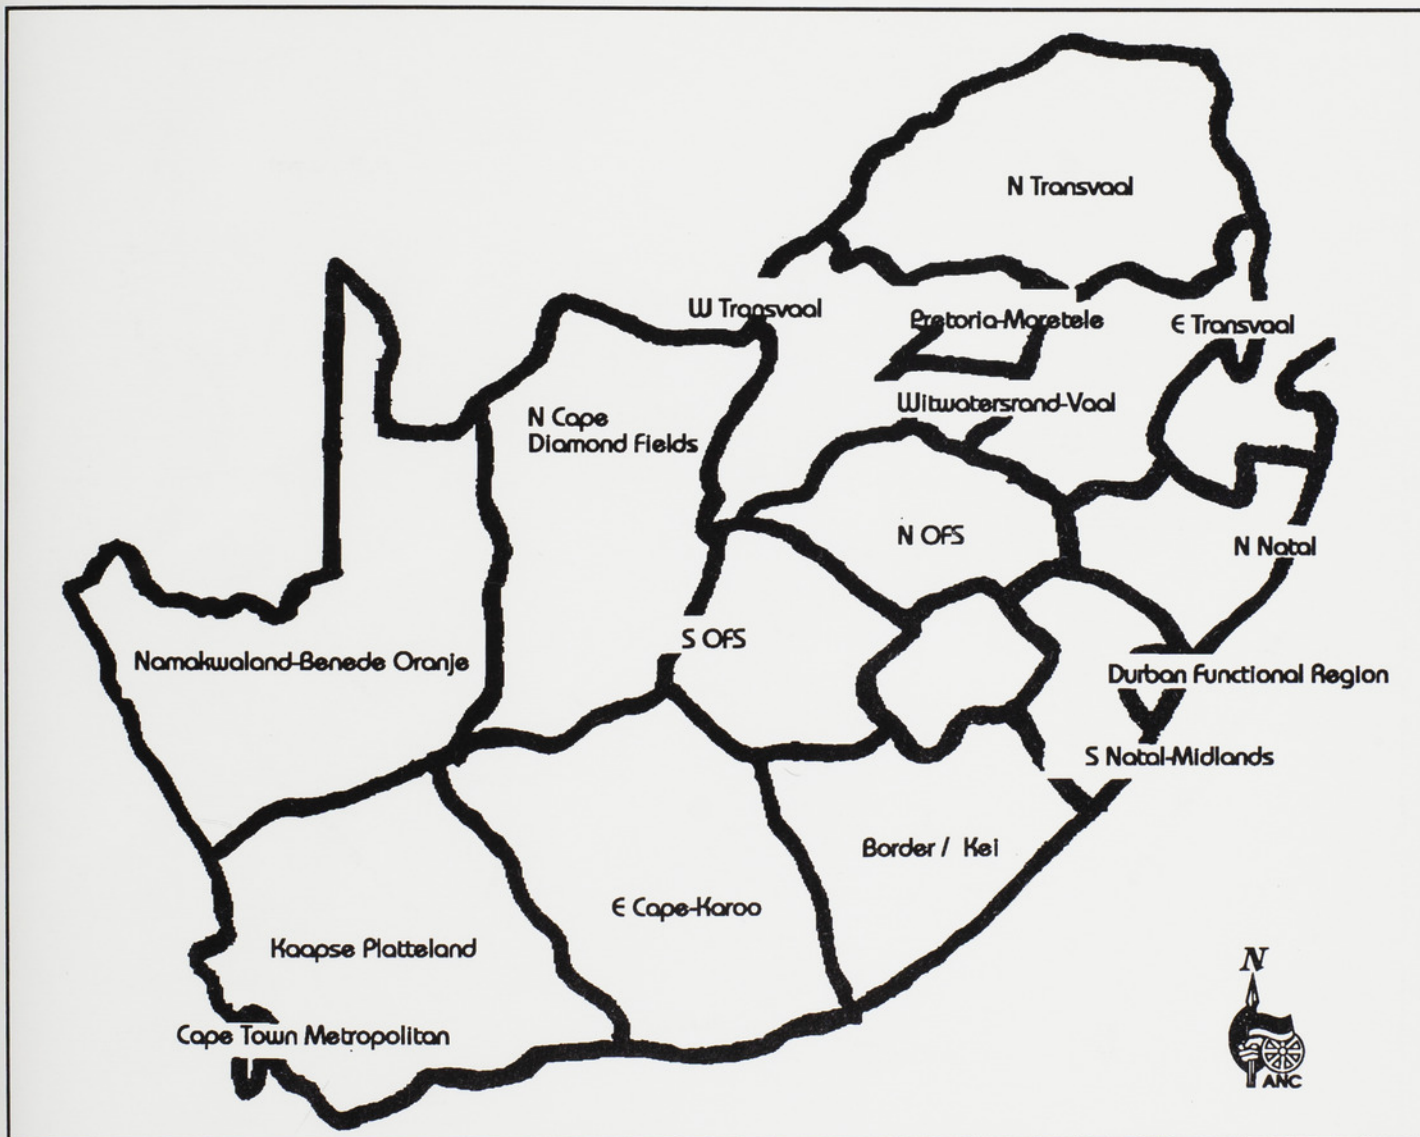 N Transvaal
W Transvaal
Pretoria-Moretele
E Transvaal
Witwatersrand-Vaal
N Cape
Diamond Fields
N OFS
N Natal
S OFS
Namakwaland-Benede Oranje
Durban Functional Region
S Natal-Midlands
Border / Kei
E Cape-Karoo
Kaapse Platteland
Cape Town Metropolitan
N
ANC